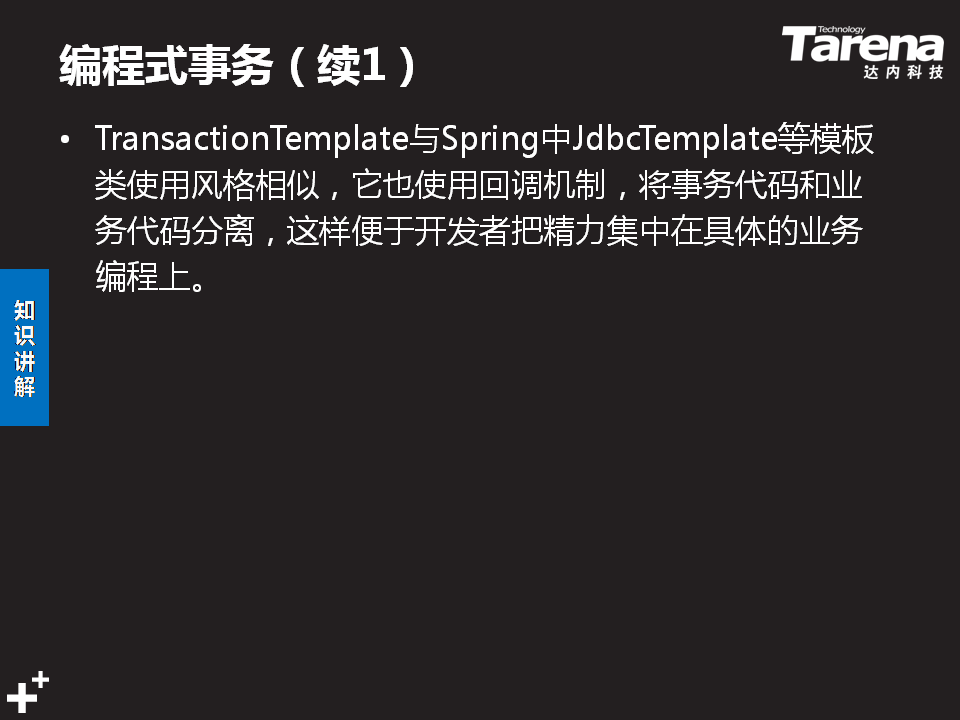 编程式事务（续1）
Technology
Tarena
达内科技
• TransactionTemplate与Spring中JdbcTemplate等模板
类使用风格相似，它也使用回调机制，将事务代码和业
务代码分离，这样便于开发者把精力集中在具体的业务
编程上。
知
识
讲
解